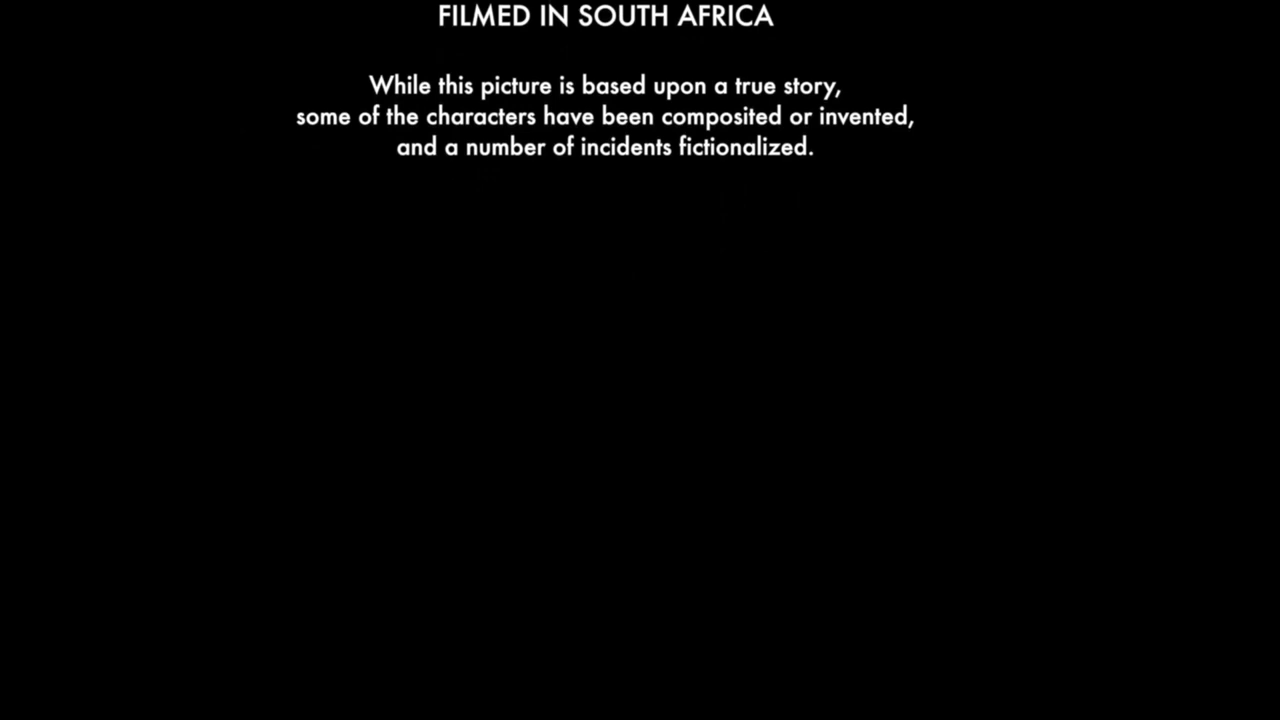 FILMED IN SOUTH AFRICA
While this picture is based upon a true story,
some of the characters have been composited or invented,
and a number of incidents fictionalized.